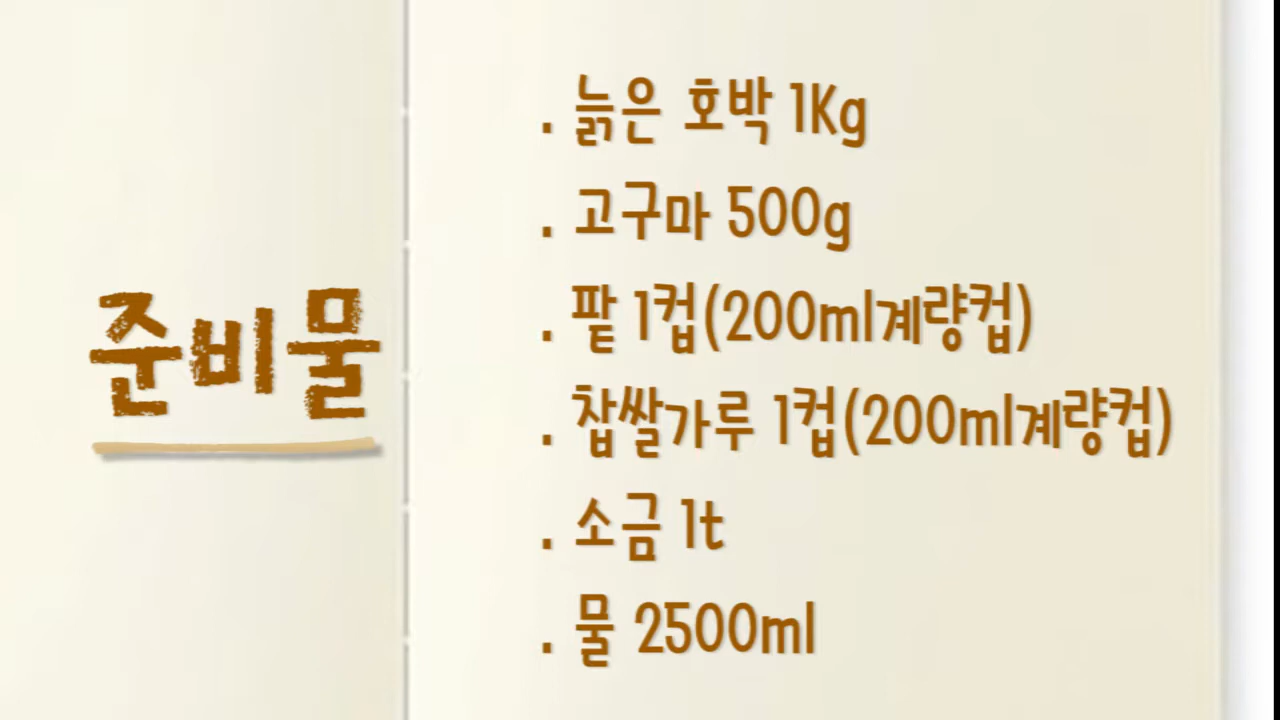 준비물
. 늙은 호박 1Kg
. 고구마 500g
. 팥 1컵(200ml계량컵)
. 찹쌀가루 1컵(200ml계량컵)
. 소금 1t
. 물 2500ml